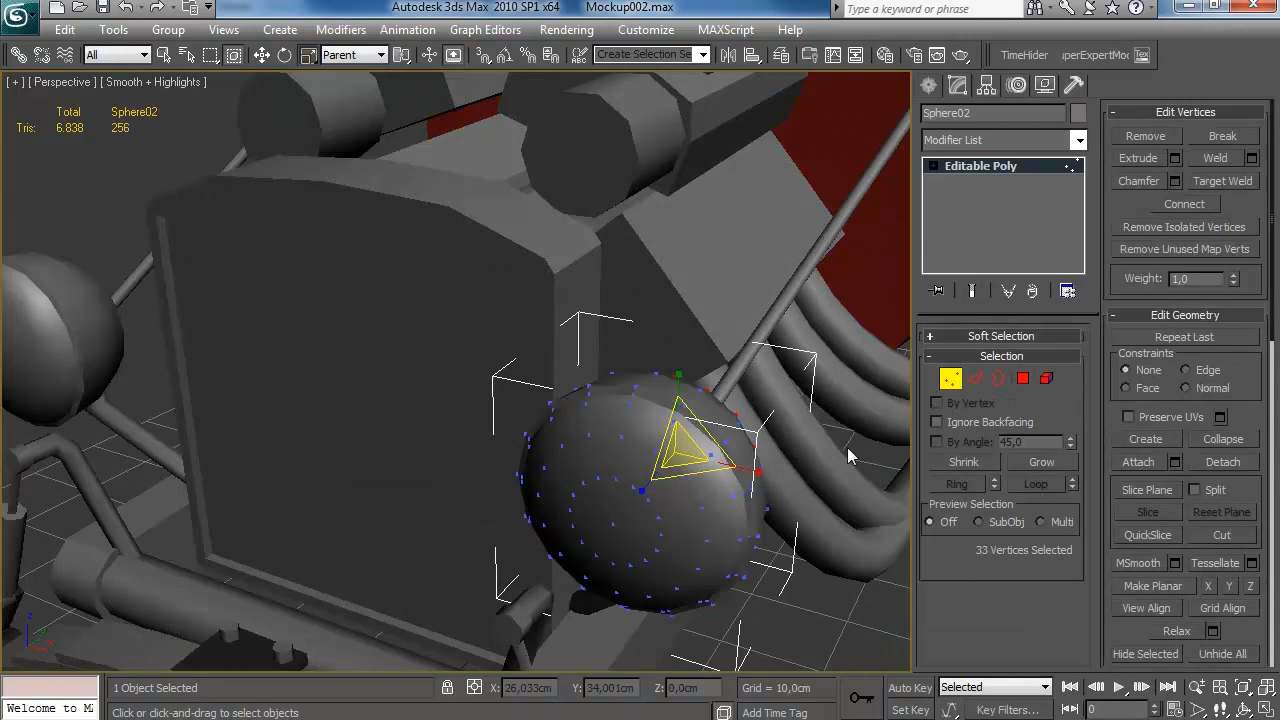 Autodesk 3ds Max 2010 SP1 x64 Mockup002.max
Type a keyword or phrase
Edit Tools Group Views Create Modifiers Animation Graph Editors Rendering Customize MAXScript Help
All Parent Create Selection Se TimeHider perExpertMoc Tex
[ + ] [ Perspective ] [ Smooth + Highlights ]
Total Sphere02
Tris: 6.838 256
Sphere02
Modifier List
Editable Poly
Soft Selection
Selection
By Vertex
Ignore Backfacing
By Angle: 45,0
Shrink Grow
Ring Loop
Preview Selection
Off SubObj Multi
33 Vertices Selected
Edit Vertices
Remove Break
Extrude Weld
Chamfer Target Weld
Connect
Remove Isolated Vertices
Remove Unused Map Verts
Weight: 1,0
Edit Geometry
Repeat Last
Constraints
None Edge
Face Normal
Preserve UVs
Create Collapse
Attach Detach
Slice Plane Split
Slice Reset Plane
QuickSlice Cut
MSmooth Tessellate
Make Planar X Y Z
View Align Grid Align
Relax
Hide Selected Unhide All
1 Object Selected X: 26,033cm Y: 34,001cm Z: 0,0cm Grid = 10,0cm Auto Key Selected
Welcome to MA Click or click-and-drag to select objects Add Time Tag Set Key Key Filters... 0